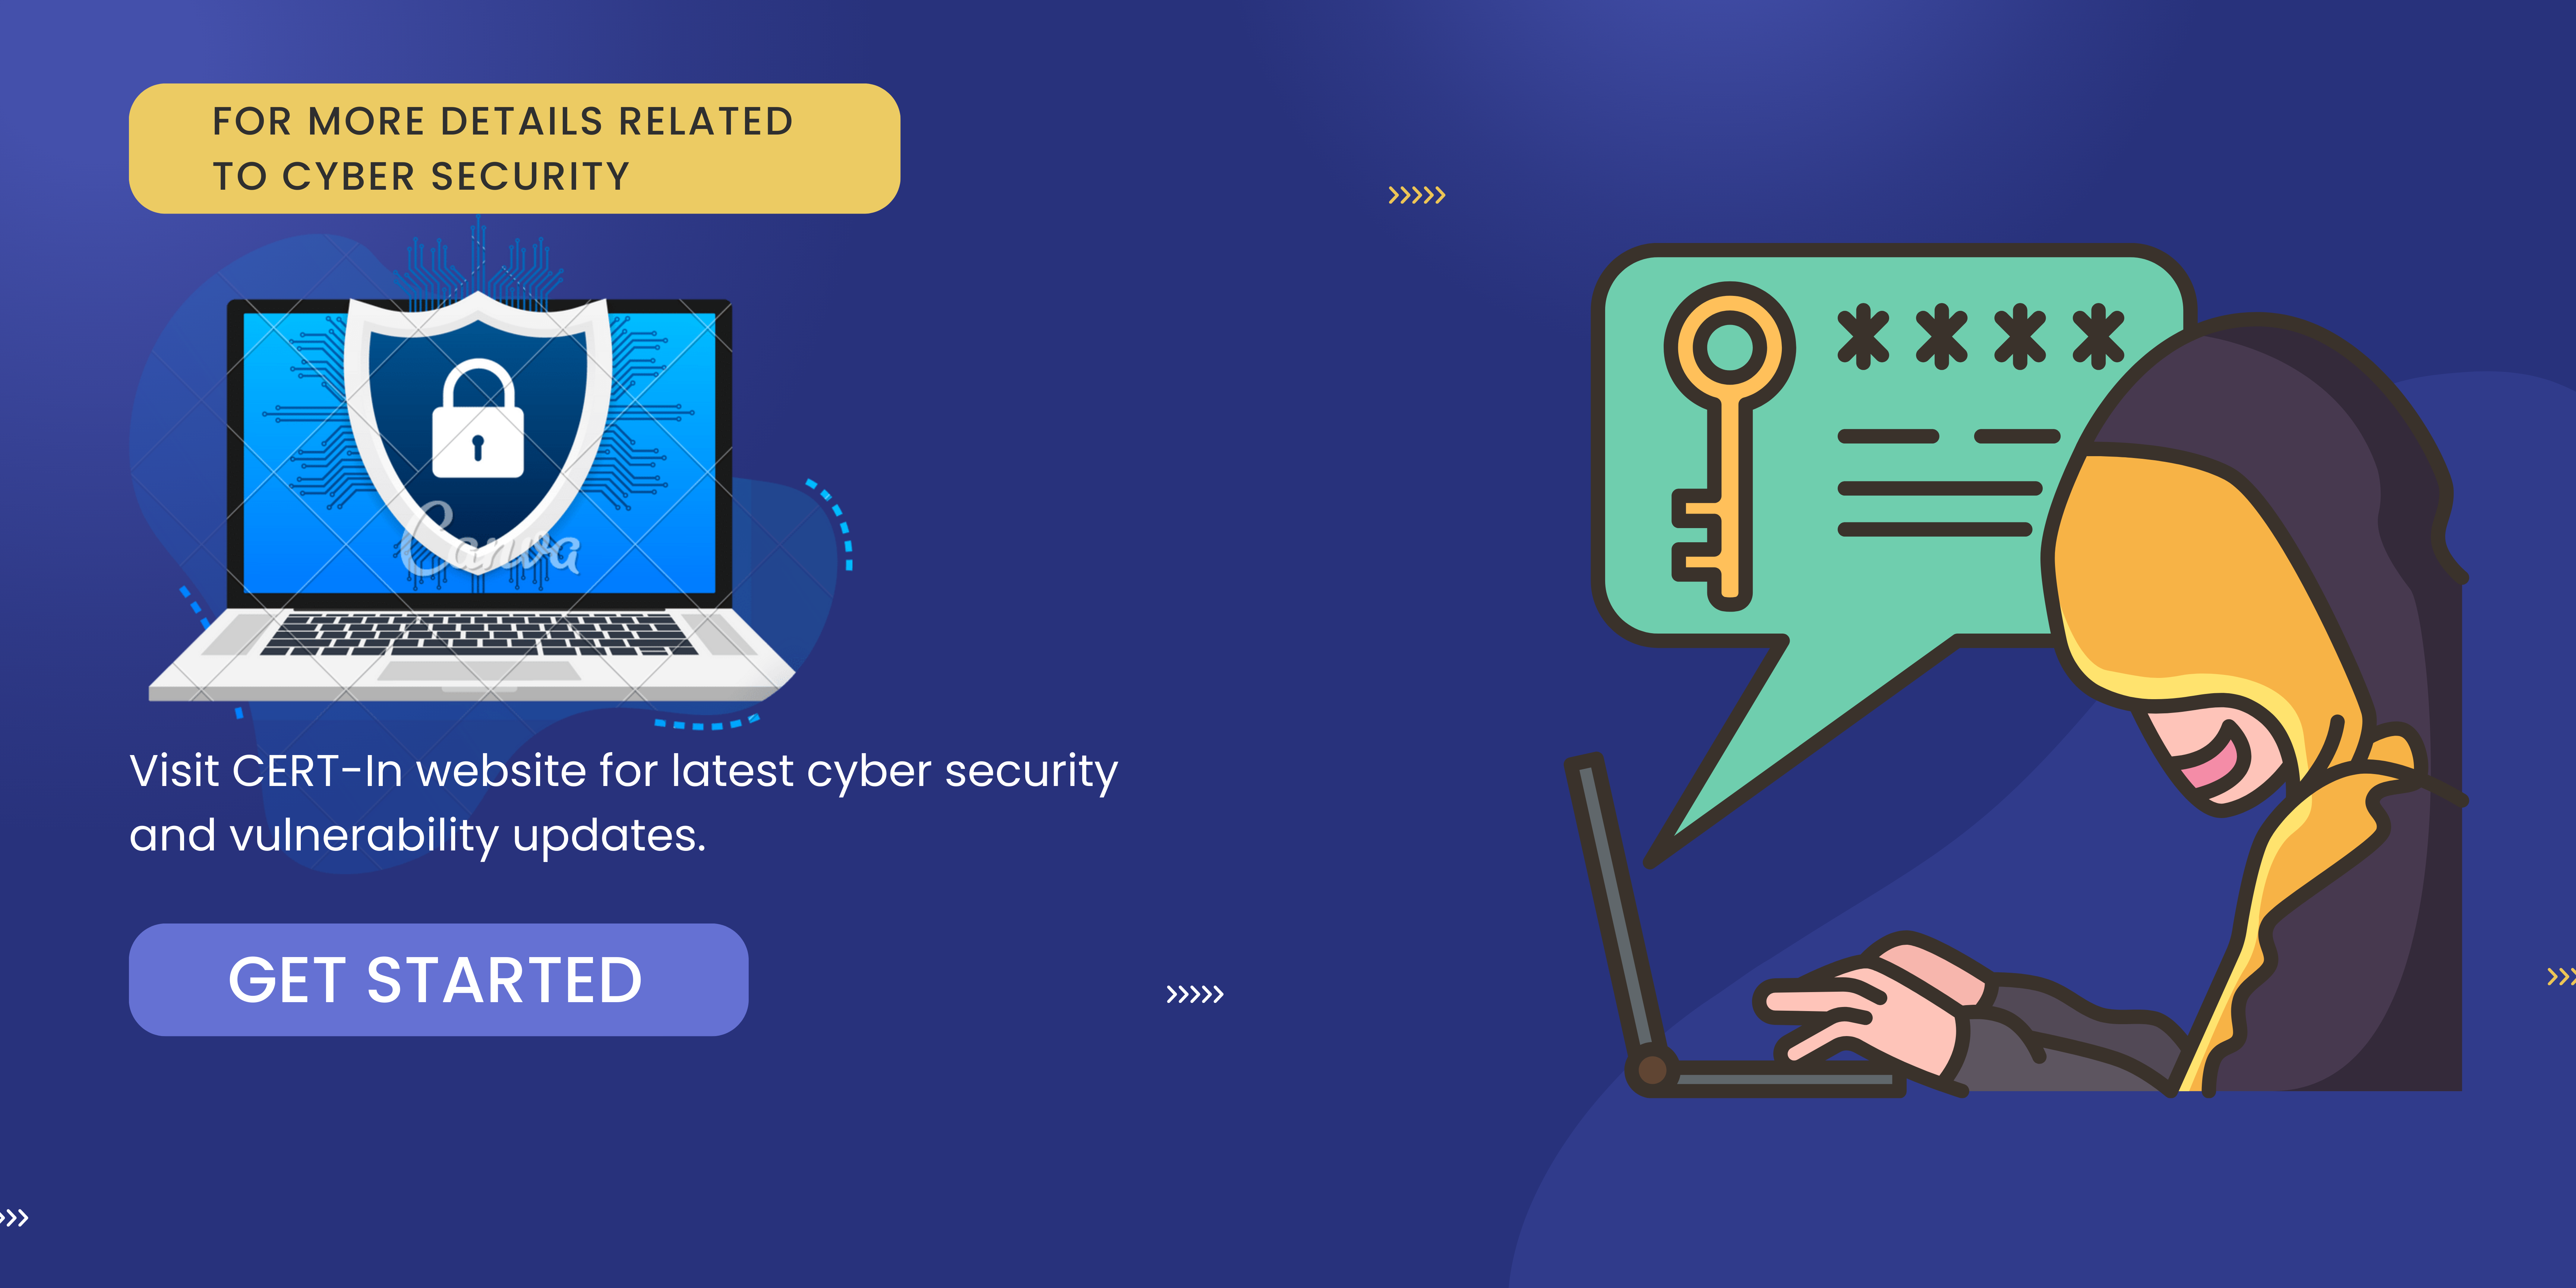 FOR MORE DETAILS RELATED
TO CYBER SECURITY
****
Canva
Visit CERT-In website for latest cyber security
and vulnerability updates.
GET STARTED